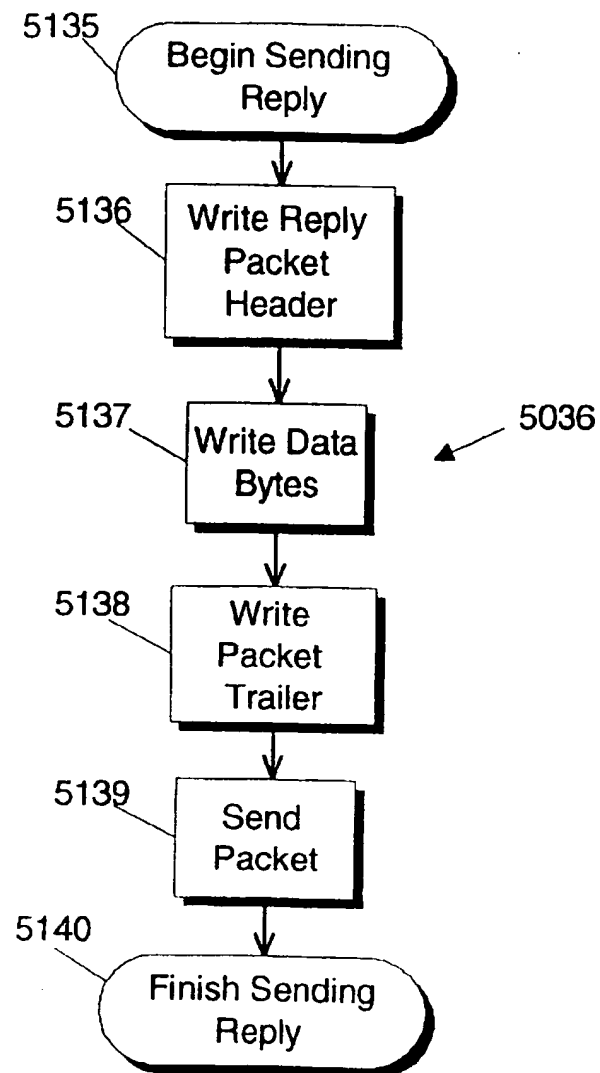 5135
Begin Sending
Reply
5136
Write Reply
Packet
Header
5137
Write Data
Bytes
5036
5138
Write
Packet
Trailer
5139
Send
Packet
5140
Finish Sending
Reply